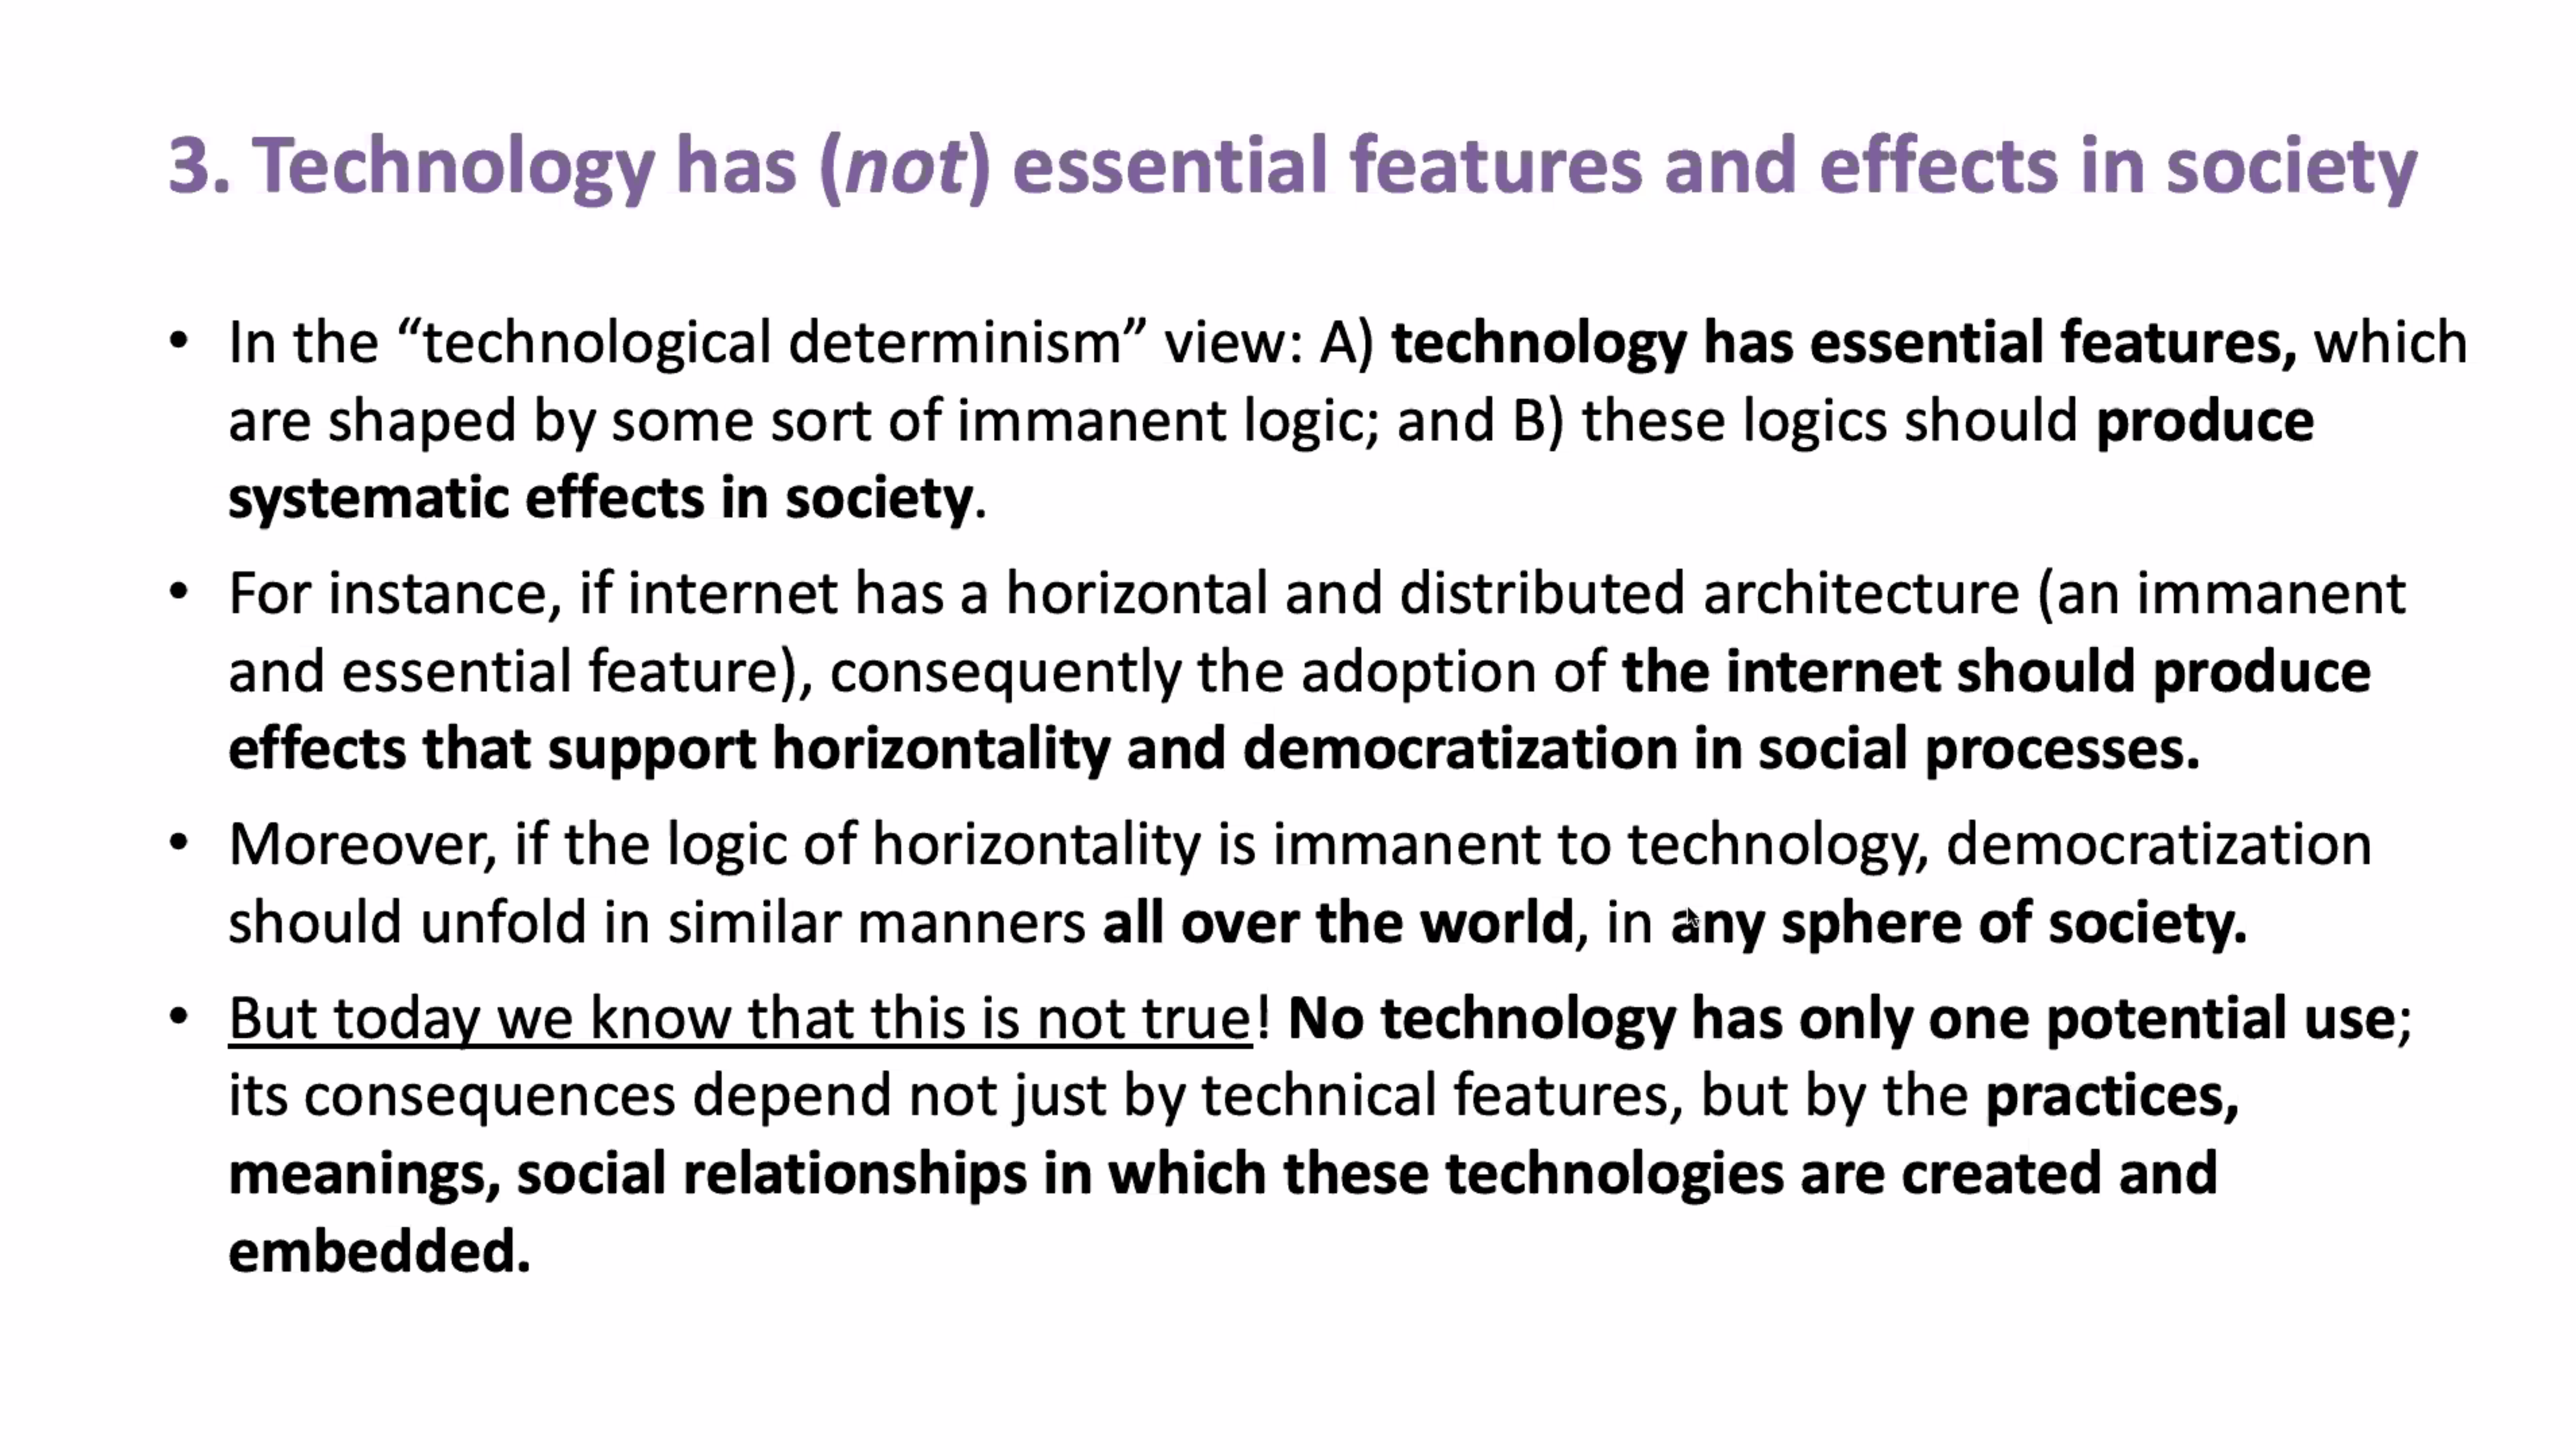 3. Technology has (not) essential features and effects in society
• In the “technological determinism” view: A) technology has essential features, which
are shaped by some sort of immanent logic; and B) these logics should produce
systematic effects in society.
• For instance, if internet has a horizontal and distributed architecture (an immanent
and essential feature), consequently the adoption of the internet should produce
effects that support horizontality and democratization in social processes.
• Moreover, if the logic of horizontality is immanent to technology, democratization
should unfold in similar manners all over the world, in any sphere of society.
• But today we know that this is not true! No technology has only one potential use;
its consequences depend not just by technical features, but by the practices,
meanings, social relationships in which these technologies are created and
embedded.